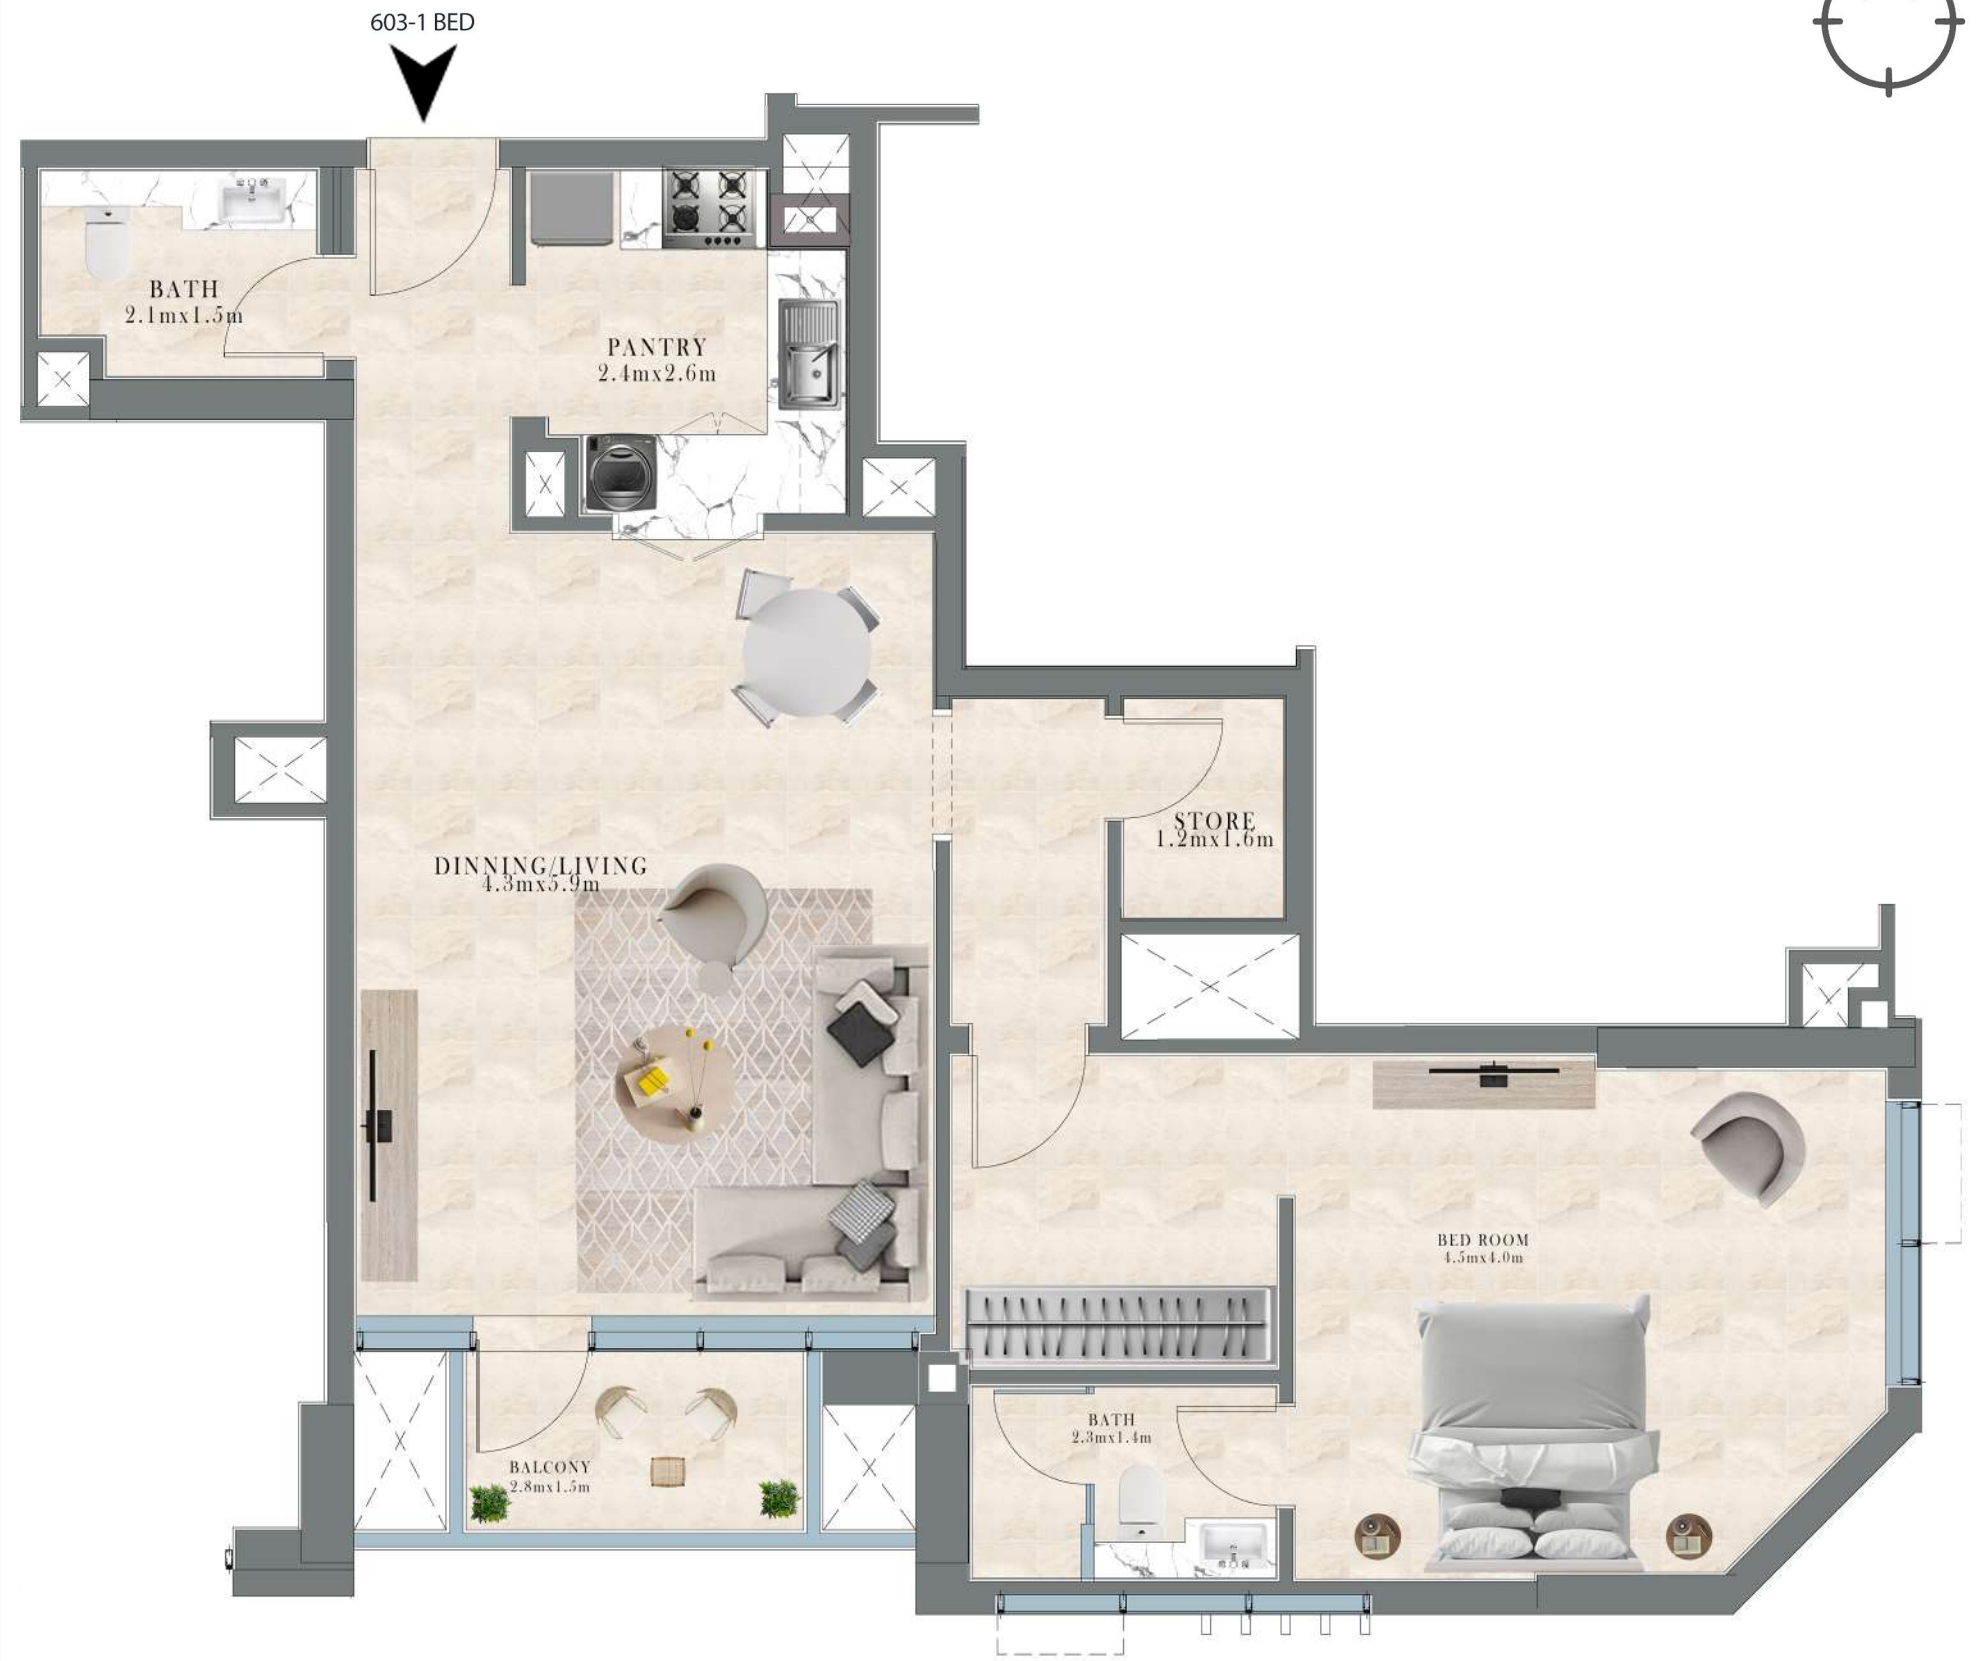 603-1 BED
BATH
2.1mx1.5m
PANTRY
2.4mx2.6m
STORE
1.2mx1.6m
DINNING/LIVING
4.3mx5.9m
BED ROOM
4.5mx4.0m
BATH
2.3mx1.4m
BALCONY
2.8mx1.5m